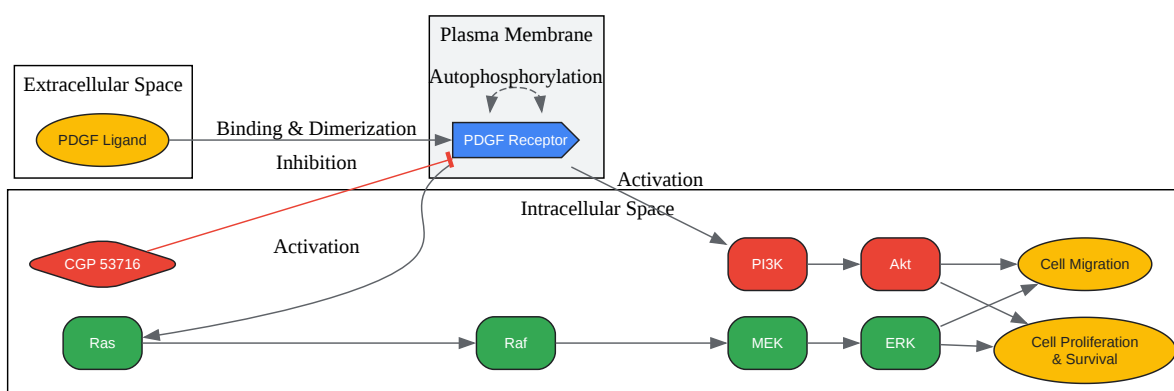 Plasma Membrane
Extracellular Space
Autophosphorylation
PDGF Ligand
Binding & Dimerization
PDGF Receptor
Inhibition
Activation
Intracellular Space
Activation
CGP 53716
PI3K
Akt
Cell Migration
Ras
Raf
MEK
ERK
Cell Proliferation
& Survival